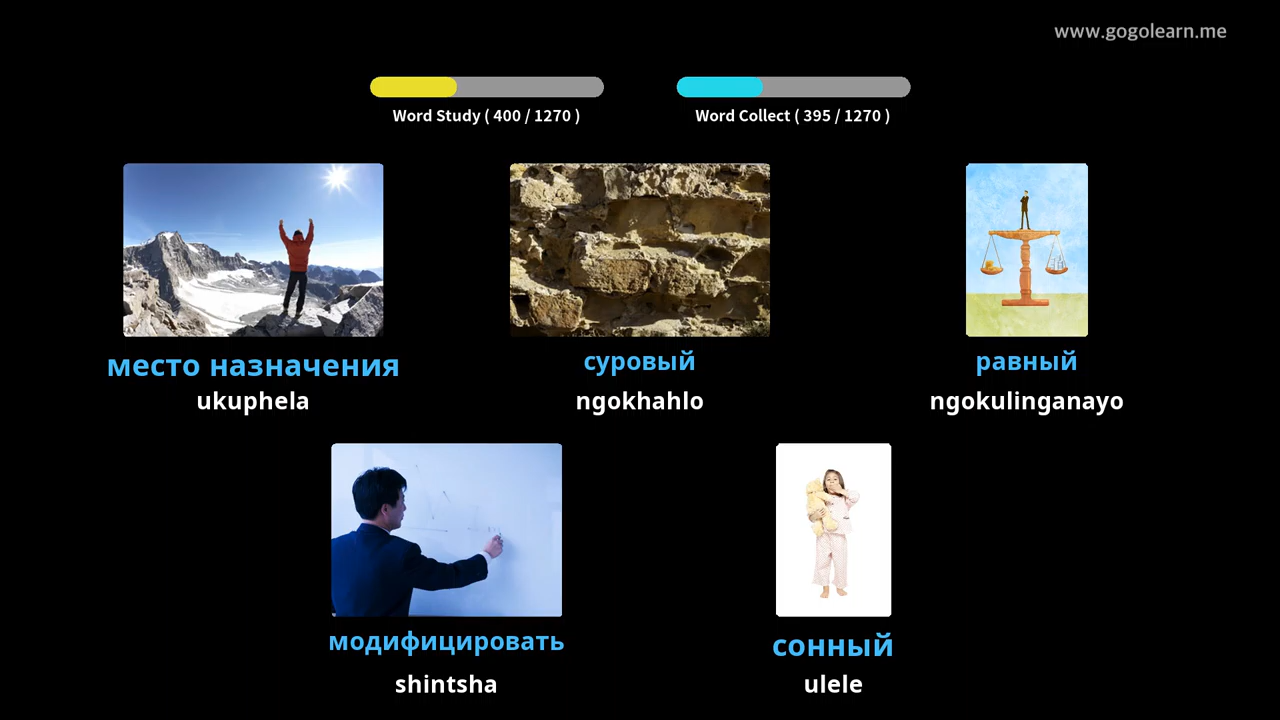 www.gogolearn.me
Word Study ( 400 / 1270 )
Word Collect ( 395 / 1270 )
место назначения
ukuphela
суровый
ngokhahlo
равный
ngokulinganayo
модифицировать
shintsha
сонный
ulele